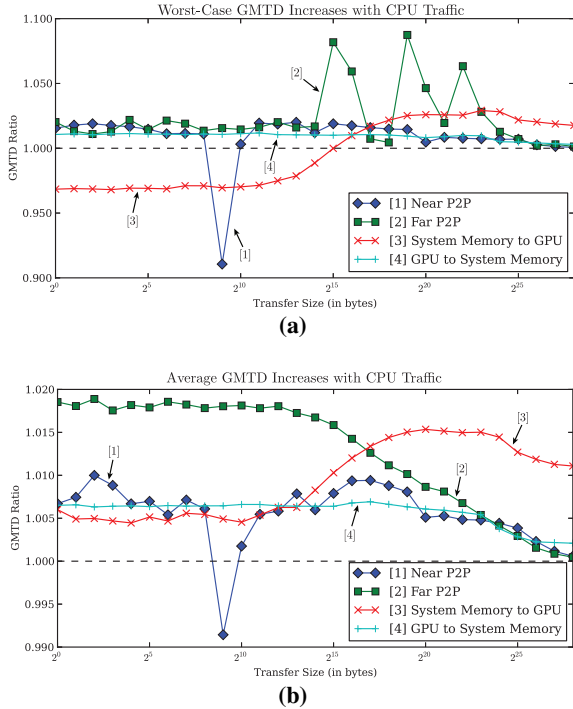 Worst-Case GMTD Increases with CPU Traffic
1.100
1.050
1.000
0.950
0.900
GMTD Ratio
[2]
[4]
[3]
[1]
[1] Near P2P
[2] Far P2P
[3] System Memory to GPU
[4] GPU to System Memory
2^0 2^5 2^10 2^15 2^20 2^25
Transfer Size (in bytes)
(a)
Average GMTD Increases with CPU Traffic
1.020
1.015
1.010
1.005
1.000
0.995
0.990
GMTD Ratio
[3]
[1]
[2]
[4]
[1] Near P2P
[2] Far P2P
[3] System Memory to GPU
[4] GPU to System Memory
2^0 2^5 2^10 2^15 2^20 2^25
Transfer Size (in bytes)
(b)